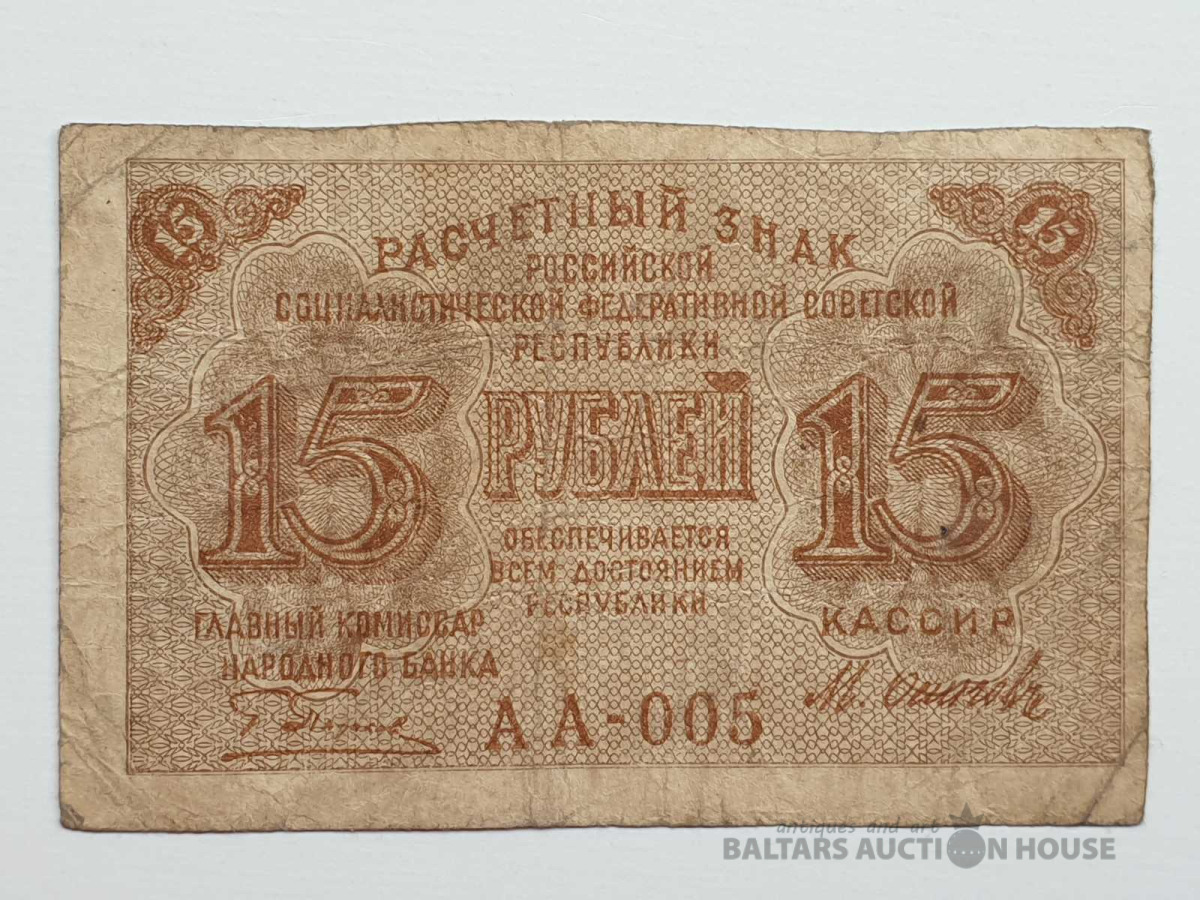 15
15
РАСЧЕТНЫЙ ЗНАК
РОССИЙСКОЙ
СОЦИАЛИСТИЧЕСКОЙ ФЕДЕРАТИВНОЙ СОВЕТСКОЙ
РЕСПУБЛИКИ
15 РУБЛЕЙ 15
ОБЕСПЕЧИВАЕТСЯ
ВСЕМ ДОСТОЯНИЕМ
РЕСПУБЛИКИ
ГЛАВНЫЙ КОМИССАР
НАРОДНОГО БАНКА
КАССИР
АА-005
antiques and art
BALTARS AUCTION HOUSE